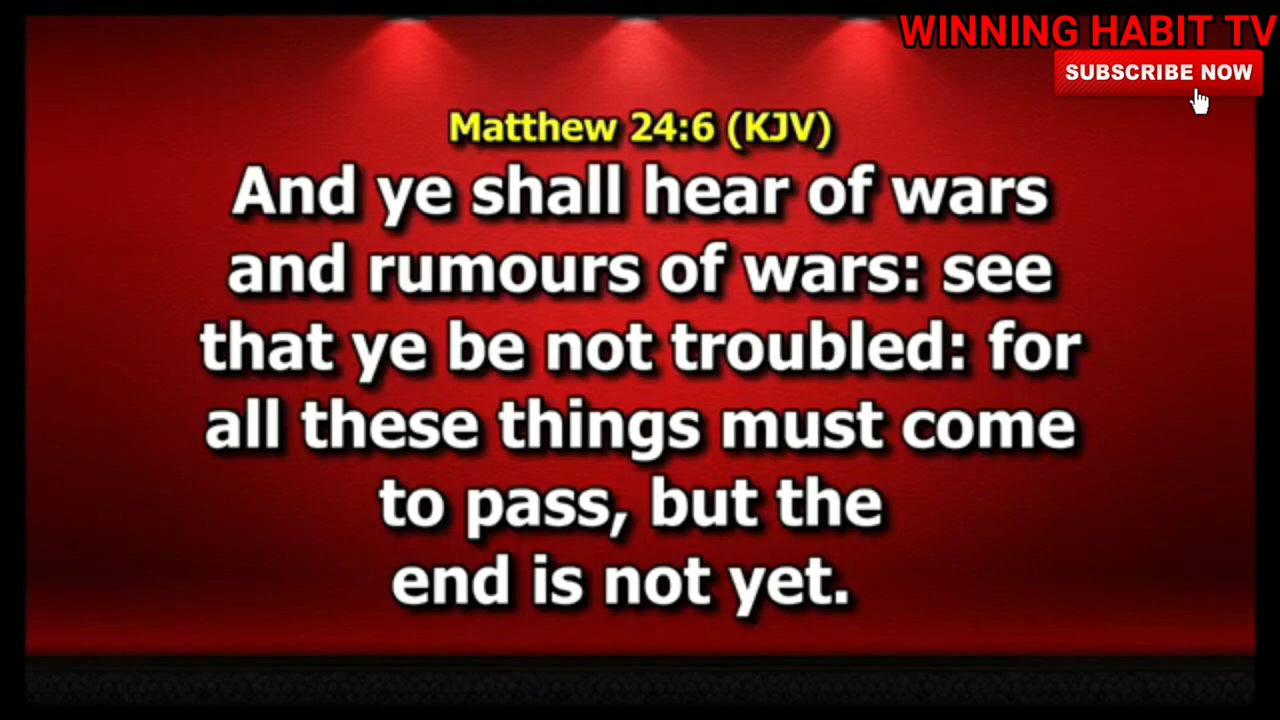 WINNING HABIT TV
SUBSCRIBE NOW
Matthew 24:6 (KJV)
And ye shall hear of wars
and rumours of wars: see
that ye be not troubled: for
all these things must come
to pass, but the
end is not yet.